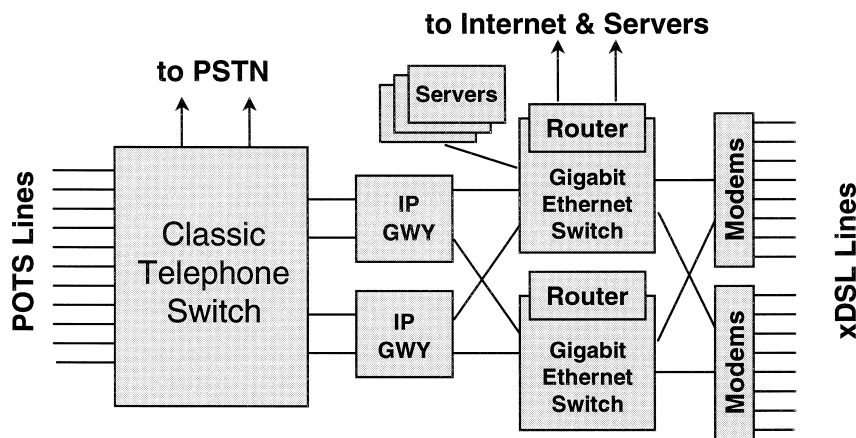 to Internet & Servers
to PSTN
Servers
Router
Gigabit
Ethernet
Switch
Modems
IP
GWY
Classic
Telephone
Switch
POTS Lines
xDSL Lines
IP
GWY
Router
Gigabit
Ethernet
Switch
Modems